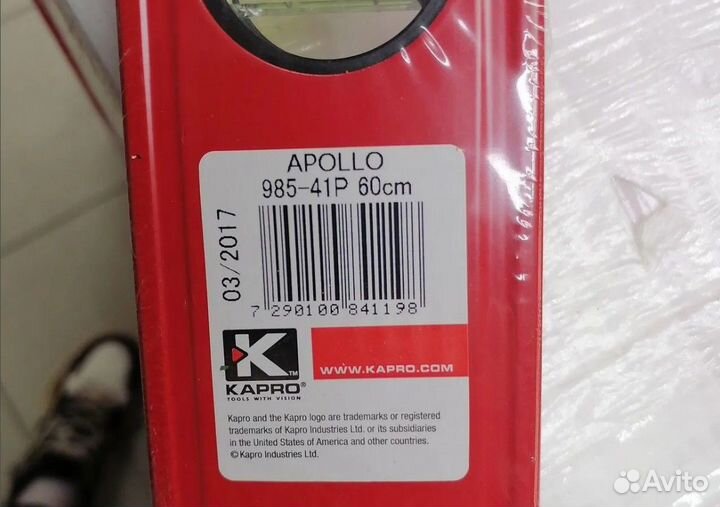 APOLLO
985-41P 60cm
03/2017
7 290100 841198
K
TM
KAPRO®
TOOLS WITH VISION
WWW.KAPRO.COM
Kapro and the Kapro logo are trademarks or registered
trademarks of Kapro Industries Ltd. or its subsidiaries
in the United States of America and other countries.
© Kapro Industries Ltd.
Avito